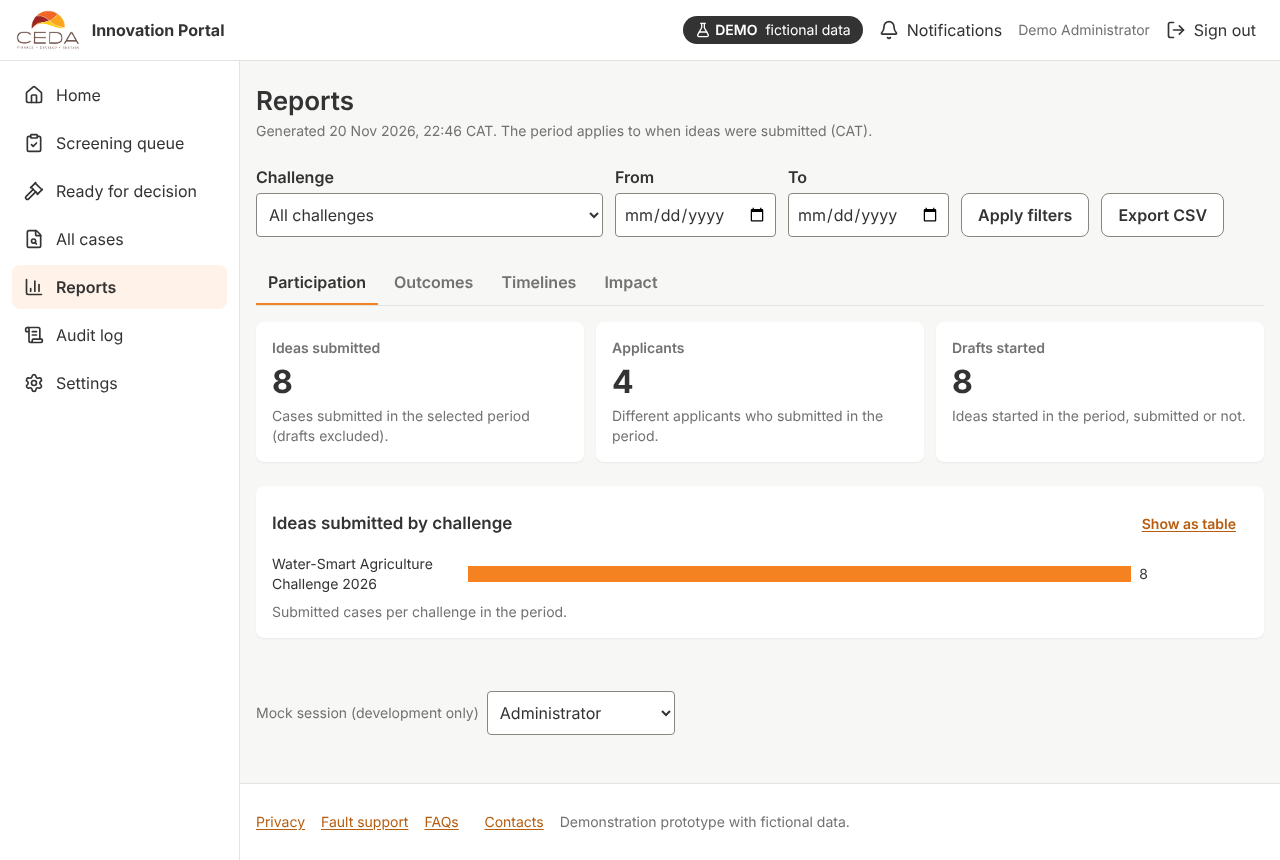 CEDA
Innovation Portal
DEMO fictional data
Notifications
Demo Administrator
Sign out
Home
Screening queue
Ready for decision
All cases
Reports
Audit log
Settings
Reports
Generated 20 Nov 2026, 22:46 CAT. The period applies to when ideas were submitted (CAT).
Challenge
From
To
All challenges
mm/dd/yyyy
mm/dd/yyyy
Apply filters
Export CSV
Participation
Outcomes
Timelines
Impact
Ideas submitted
8
Cases submitted in the selected period
(drafts excluded).
Applicants
4
Different applicants who submitted in the
period.
Drafts started
8
Ideas started in the period, submitted or not.
Ideas submitted by challenge
Show as table
Water-Smart Agriculture
Challenge 2026
8
Submitted cases per challenge in the period.
Mock session (development only)
Administrator
Privacy
Fault support
FAQs
Contacts
Demonstration prototype with fictional data.